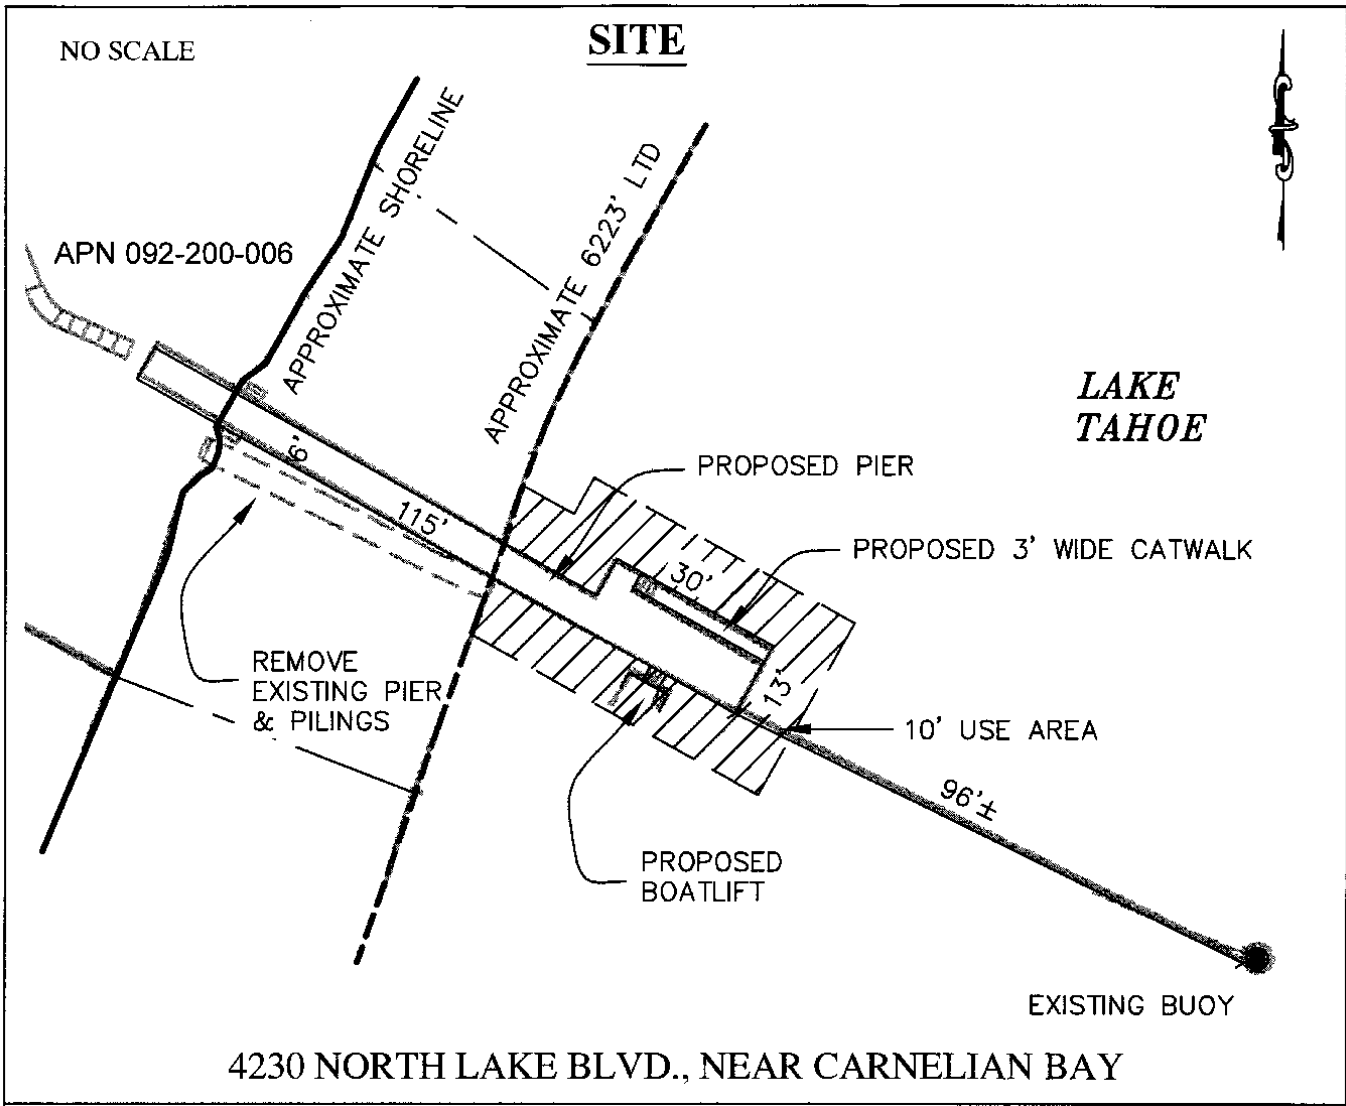 NO SCALE
SITE
APPROXIMATE SHORELINE
APPROXIMATE 6223' LTD
APN 092-200-006
LAKE
TAHOE
6'
115'
PROPOSED PIER
30'
PROPOSED 3' WIDE CATWALK
13'
REMOVE
EXISTING PIER
& PILINGS
10' USE AREA
96'±
PROPOSED
BOATLIFT
EXISTING BUOY
4230 NORTH LAKE BLVD., NEAR CARNELIAN BAY